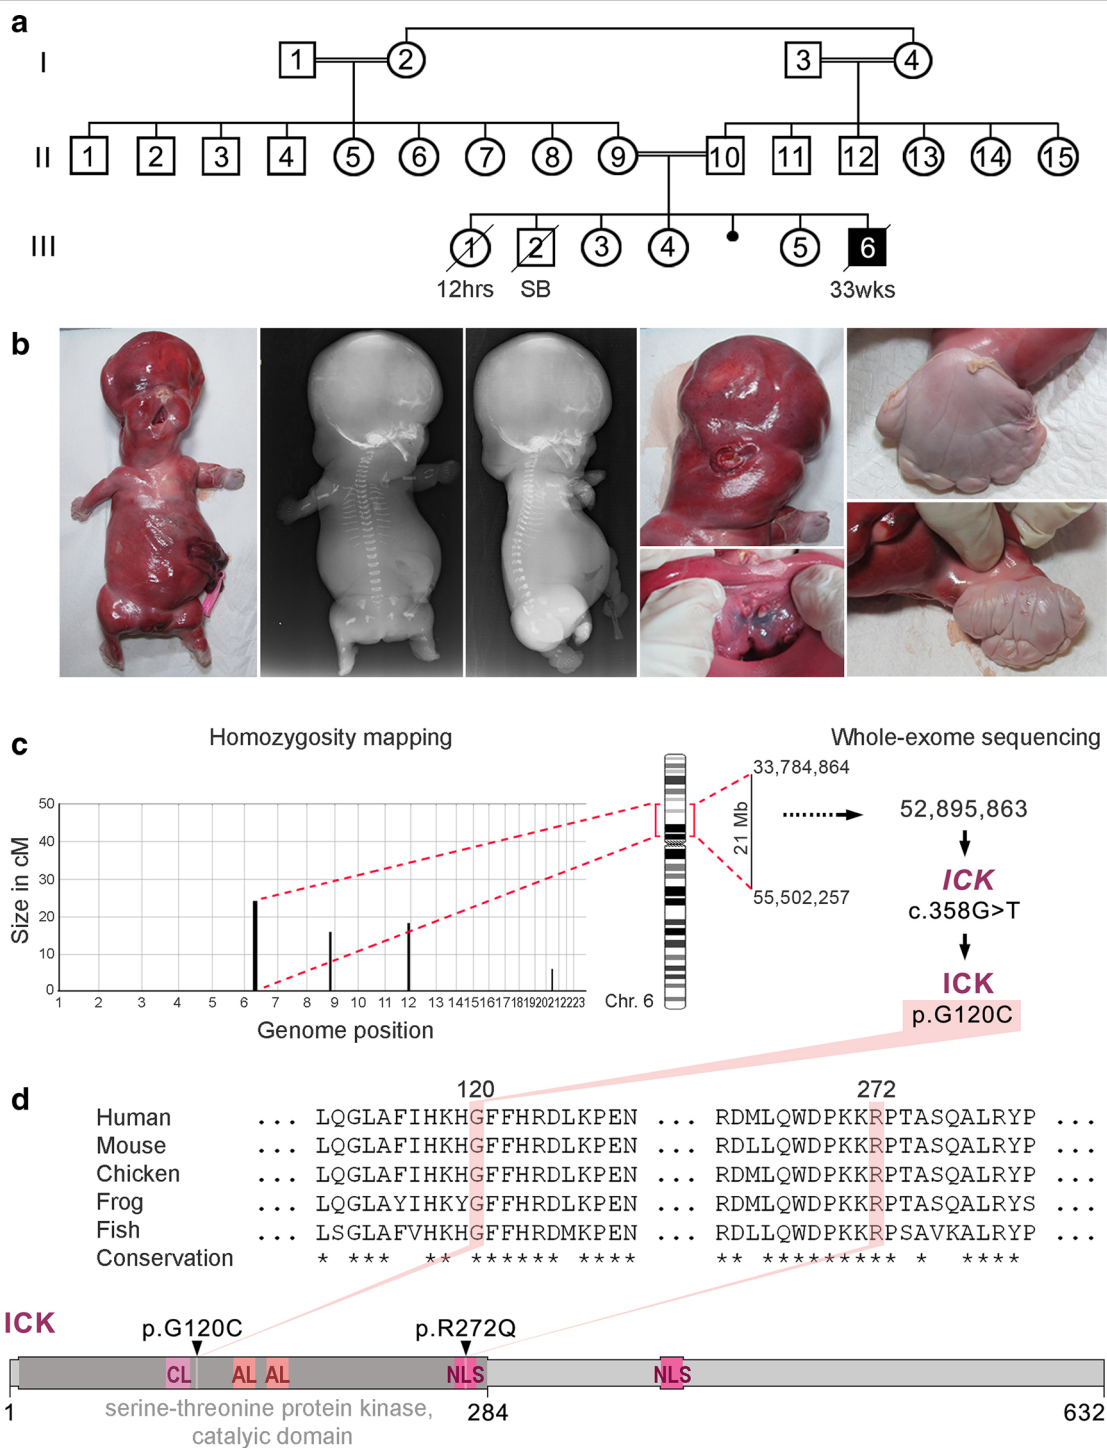 a
I
1
2
3
4
II
1
2
3
4
5
6
7
8
9
10
11
12
13
14
15
III
1
2
3
4
5
6
12hrs
SB
33wks
b
c
Homozygosity mapping
Whole-exome sequencing
Size in cM
50
40
30
20
10
0
1 2 3 4 5 6 7 8 9 10 11 12 13 14 15 16 17 18 19 20 21 22 23
Genome position
Chr. 6
33,784,864
21 Mb
55,502,257
52,895,863
ICK
c.358G>T
ICK
p.G120C
d
120 272
Human ... LQGLAFIHKHGFFHRDLKPEN ... RDMLQWDPKKRPTASQALRYP ...
Mouse ... LQGLAFIHKHGFFHRDLKPEN ... RDLLQWDPKKRPTASQALRYP ...
Chicken ... LQGLAFIHKHGFFHRDLKPEN ... RDMLQWDPKKRPTASQALRYP ...
Frog ... LQGLAYIHKYGFFHRDLKPEN ... RDMLQWDPKKRPTASQALRYS ...
Fish ... LSGLAFVHKHGFFHRDMKPEN ... RDLLQWDPKKRPSAVKALRYP ...
Conservation * *** ** ****** **** ** ********* * ****
ICK
p.G120C
p.R272Q
CL AL AL NLS NLS
1 284 632
serine-threonine protein kinase,
catalyic domain